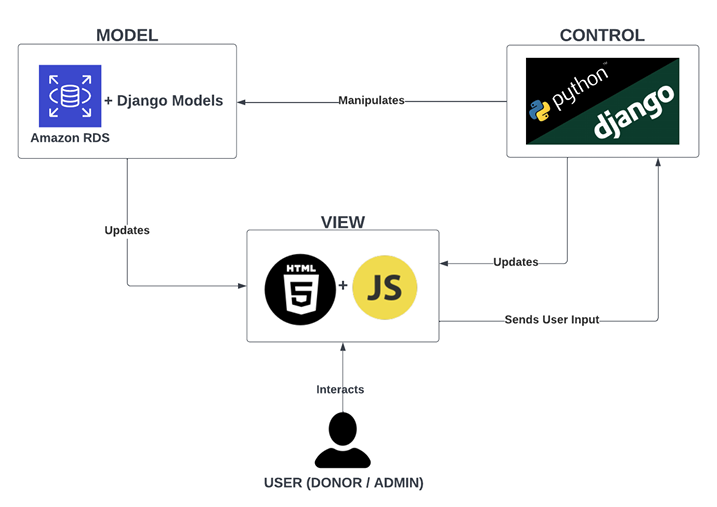 MODEL
CONTROL
Amazon RDS
+ Django Models
Manipulates
python™
django
Updates
VIEW
HTML
5
+
JS
Updates
Sends User Input
Interacts
USER (DONOR / ADMIN)